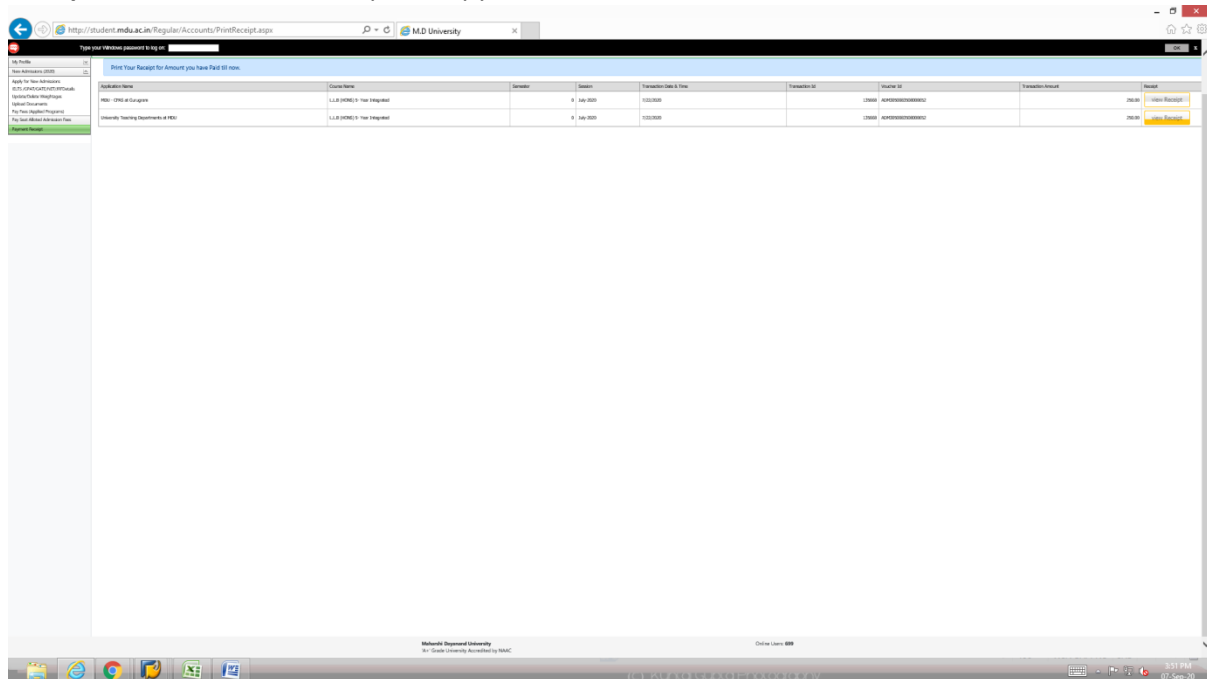 http://student.mdu.ac.in/Regular/Accounts/PrintReceipt.aspx
M.D University
Type your Windows password to log on:
OK
My Profile
New Admissions (2020)
Apply for New Admissions
Update/Delete Weightages
Upload Documents
Pay Fees (Applied Programs)
Pay Seat Alloted Admission Fees
Payment Receipt
Print Your Receipt for Amount you have Paid till now.
Application Name Course Name Semester Session Transaction Date & Time Transaction Id Voucher Id Transaction Amount Receipt
MDU - CPAS at Gurugram L.L.B (HONS) 5- Year Integrated 0 July-2020 250.00 view Receipt
University Teaching Departments at MDU L.L.B (HONS) 5- Year Integrated 0 July-2020 250.00 view Receipt
Maharshi Dayanand University
Grade University Accredited by NAAC
Online Users:
3:51 PM
07-Sep-20